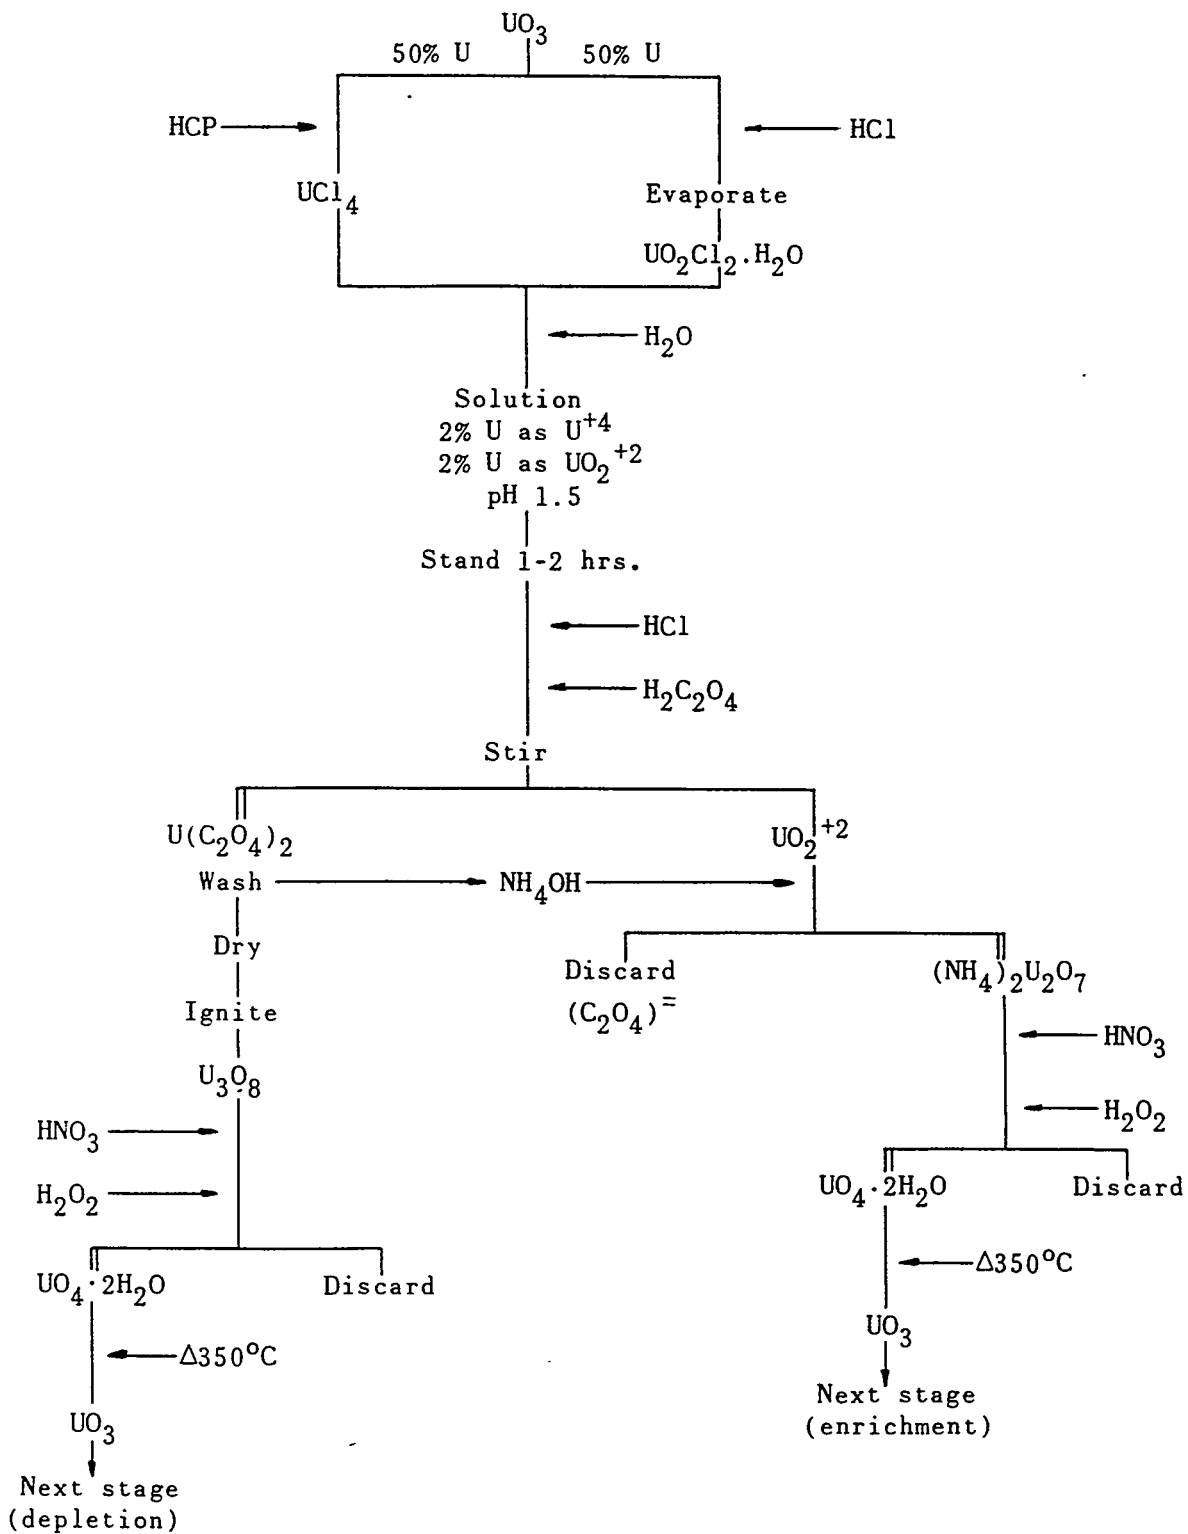 UO₃
50% U 50% U
HCP HCl
UCl₄ Evaporate
UO₂Cl₂.H₂O
H₂O
Solution
2% U as U⁺⁴
2% U as UO₂⁺²
pH 1.5
Stand 1-2 hrs.
HCl
H₂C₂O₄
Stir
U(C₂O₄)₂ UO₂⁺²
Wash NH₄OH
Dry
Discard (NH₄)₂U₂O₇
(C₂O₄)⁼
Ignite
HNO₃
U₃O₈
H₂O₂
HNO₃
UO₄·2H₂O Discard
H₂O₂
Δ350°C
UO₄·2H₂O Discard
UO₃
Δ350°C
Next stage
(enrichment)
UO₃
Next stage
(depletion)